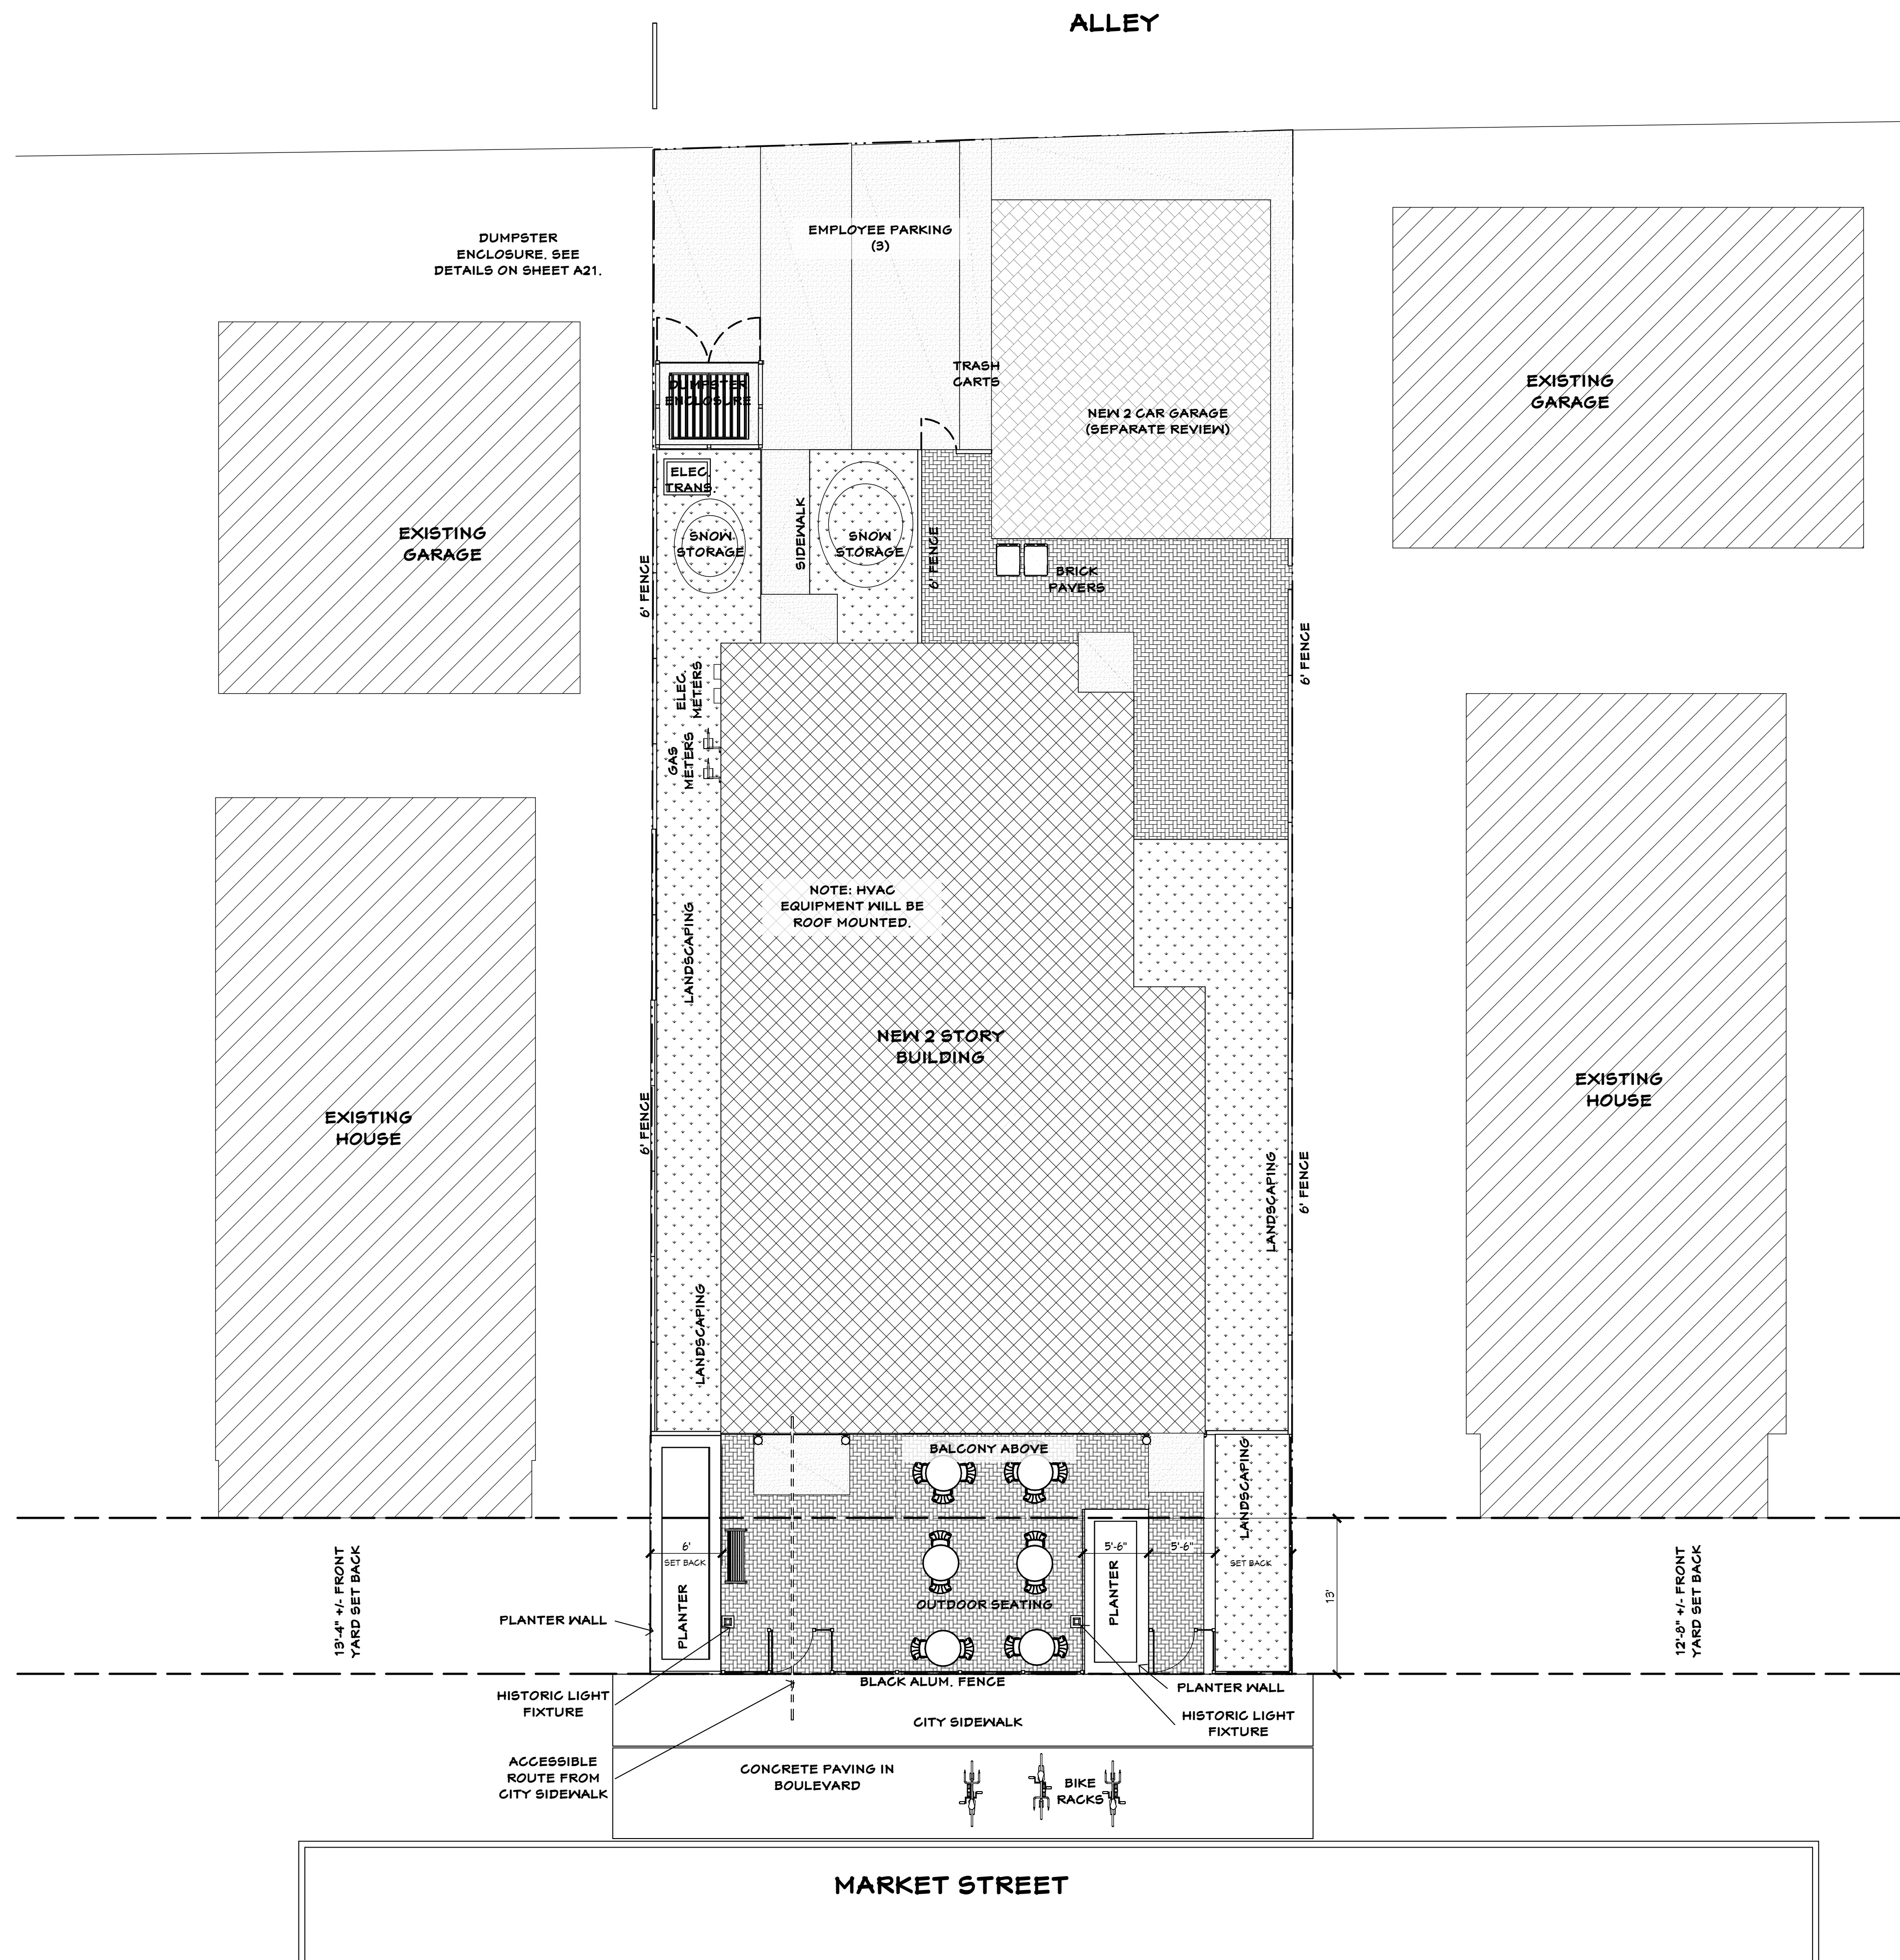 ALLEY
DUMPSTER
ENCLOSURE. SEE
DETAILS ON SHEET A21.
EMPLOYEE PARKING
(3)
TRASH
CARTS
DUMPSTER
ENCLOSURE
NEW 2 CAR GARAGE
(SEPARATE REVIEW)
EXISTING
GARAGE
EXISTING
GARAGE
ELEC.
TRANS.
SNOW
STORAGE
SIDEWALK
SNOW
STORAGE
6' FENCE
BRICK
PAVERS
6' FENCE
6' FENCE
ELEC.
METERS
GAS
METERS
NOTE: HVAC
EQUIPMENT WILL BE
ROOF MOUNTED.
LANDSCAPING
NEW 2 STORY
BUILDING
EXISTING
HOUSE
EXISTING
HOUSE
6' FENCE
LANDSCAPING
6' FENCE
LANDSCAPING
BALCONY ABOVE
LANDSCAPING
6'
SET BACK
5'-6"
5'-6"
SET BACK
13'-4" +/- FRONT
YARD SET BACK
PLANTER
PLANTER
13'
12'-8" +/- FRONT
YARD SET BACK
OUTDOOR SEATING
PLANTER WALL
BLACK ALUM. FENCE
PLANTER WALL
HISTORIC LIGHT
FIXTURE
CITY SIDEWALK
HISTORIC LIGHT
FIXTURE
ACCESSIBLE
ROUTE FROM
CITY SIDEWALK
CONCRETE PAVING IN
BOULEVARD
BIKE
RACKS
MARKET STREET